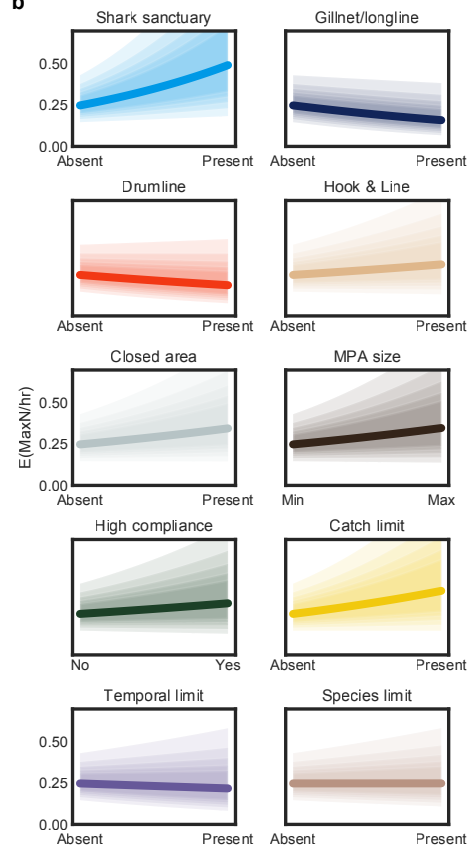 b
Shark sanctuary
Gillnet/longline
0.50
0.25
0.00
Absent
Present
Absent
Present
Drumline
Hook & Line
Absent
Present
Absent
Present
Closed area
MPA size
E(MaxN/hr)
0.50
0.25
0.00
Absent
Present
Min
Max
High compliance
Catch limit
No
Yes
Absent
Present
Temporal limit
Species limit
0.50
0.25
0.00
Absent
Present
Absent
Present